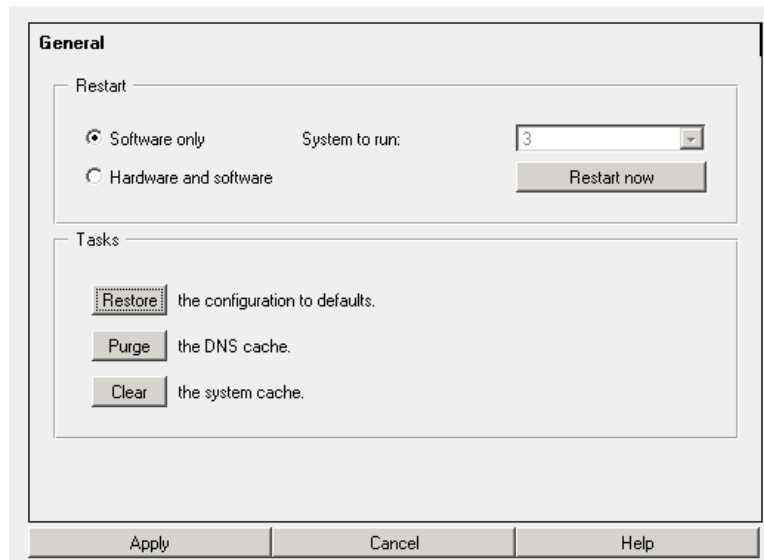 General
Restart
Software only System to run: 3
Hardware and software Restart now
Tasks
Restore the configuration to defaults.
Purge the DNS cache.
Clear the system cache.
Apply Cancel Help